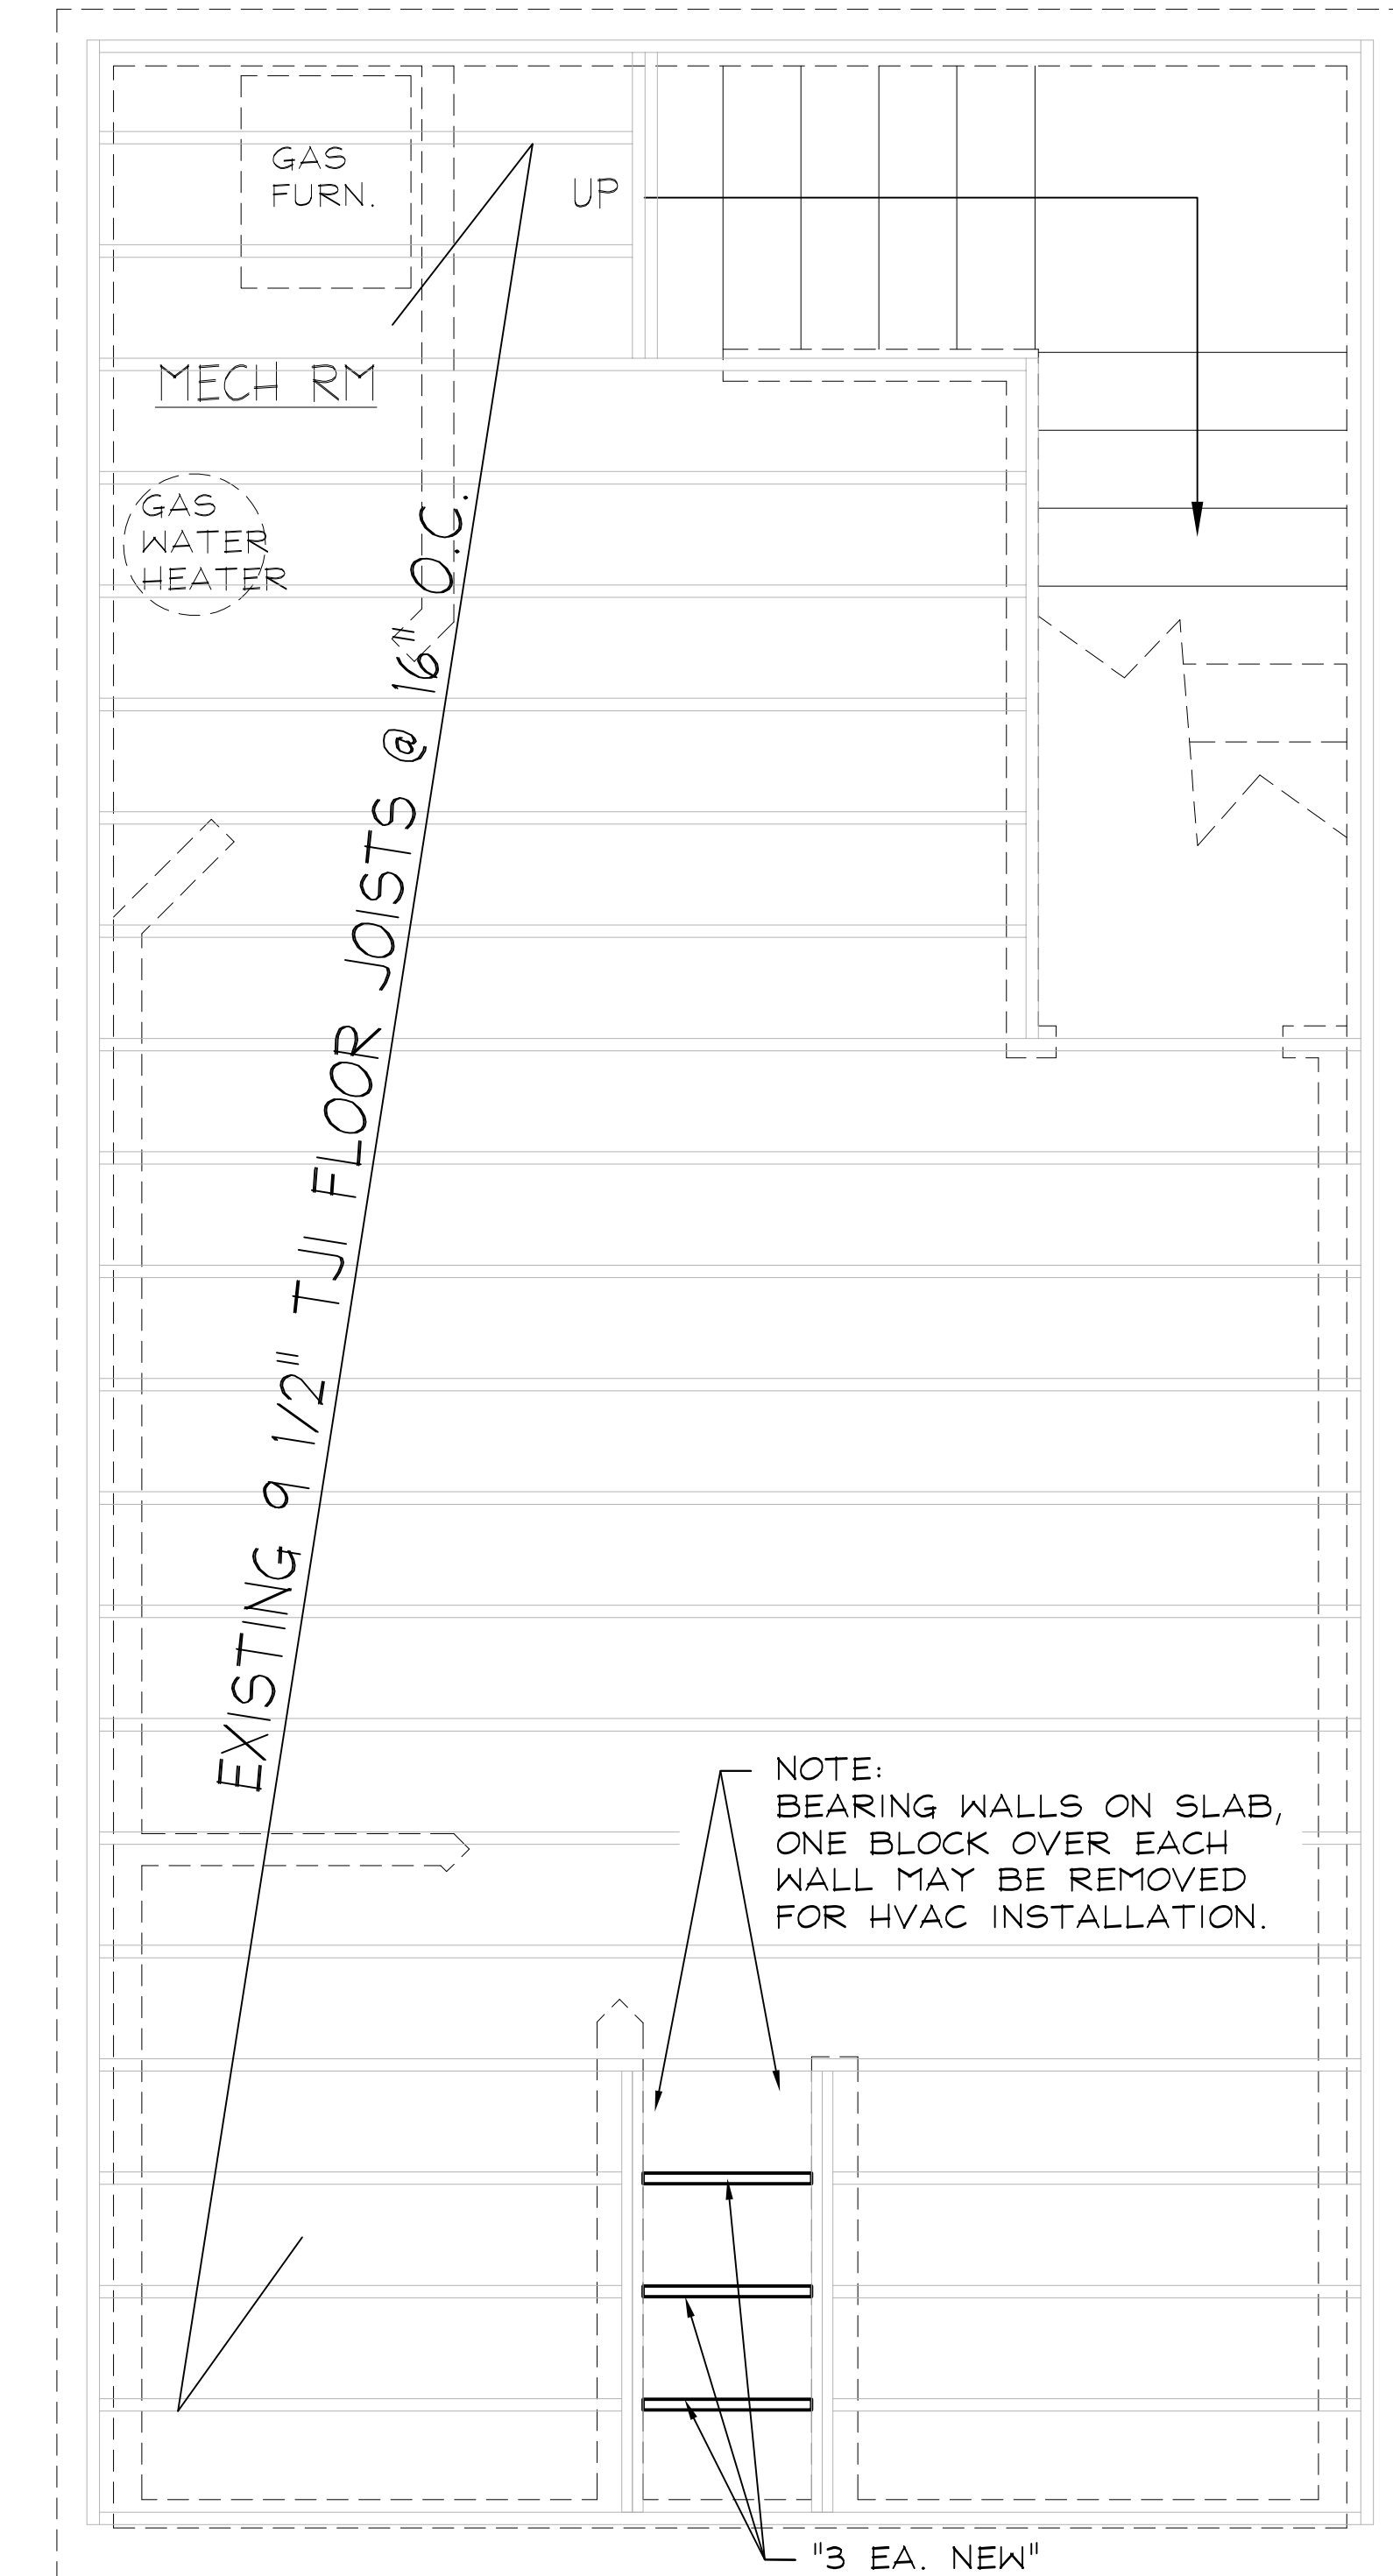 GAS
FURN.
UP
MECH RM
GAS
WATER
HEATER
EXISTING 9 1/2" TJI FLOOR JOISTS @ 16" O.C.
NOTE:
BEARING WALLS ON SLAB,
ONE BLOCK OVER EACH
WALL MAY BE REMOVED
FOR HVAC INSTALLATION.
"3 EA. NEW"